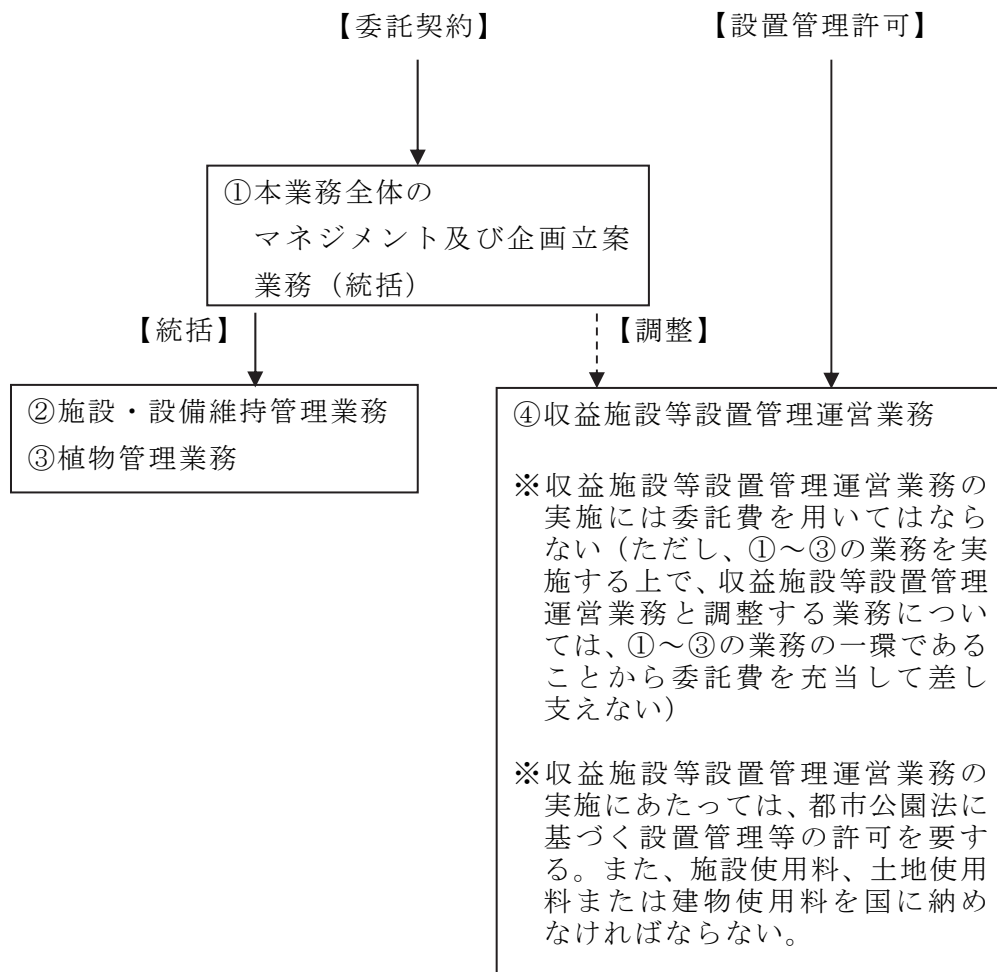 【委託契約】
【設置管理許可】
①本業務全体の
マネジメント及び企画立案
業務（統括）
【統括】
【調整】
②施設・設備維持管理業務
③植物管理業務
④収益施設等設置管理運営業務
※収益施設等設置管理運営業務の
実施には委託費を用いてはなら
ない（ただし、①～③の業務を実
施する上で、収益施設等設置管理
運営業務と調整する業務につい
ては、①～③の業務の一環である
ことから委託費を充当して差し
支えない）
※収益施設等設置管理運営業務の
実施にあたっては、都市公園法に
基づく設置管理等の許可を要す
る。また、施設使用料、土地使用
料または建物使用料を国に納め
なければならない。